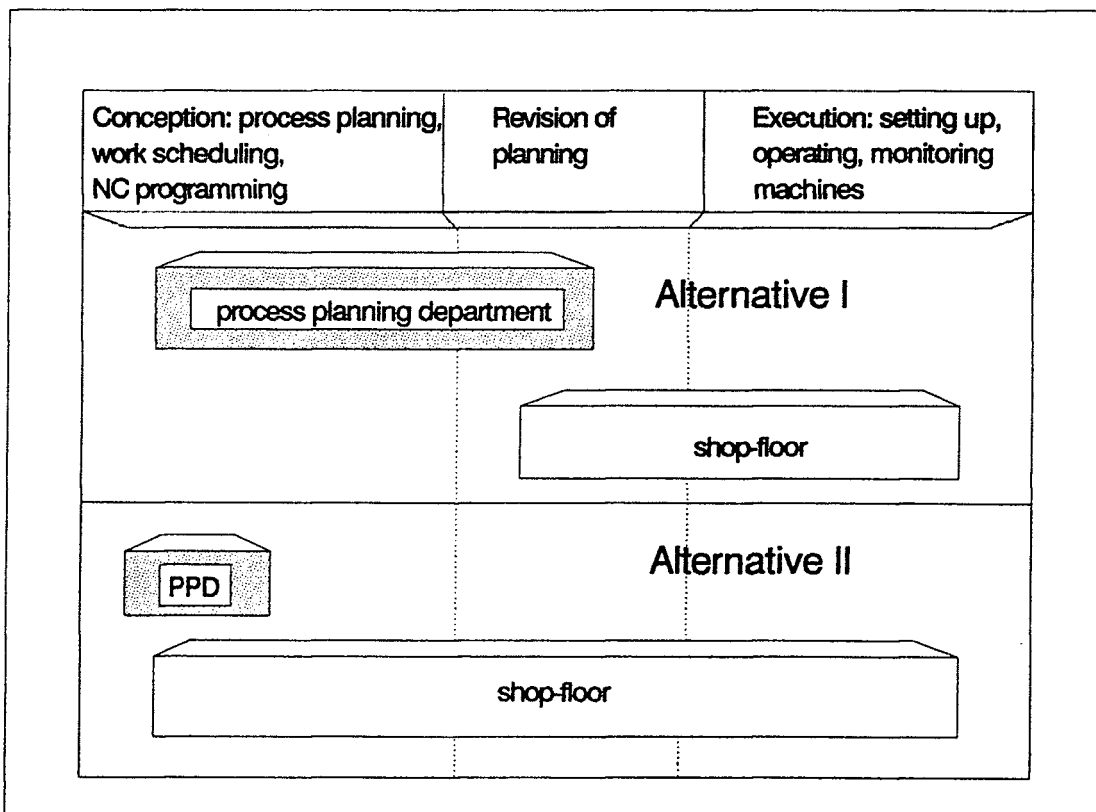 Conception: process planning,
work scheduling,
NC programming
Revision of
planning
Execution: setting up,
operating, monitoring
machines
process planning department
Alternative I
shop-floor
PPD
Alternative II
shop-floor